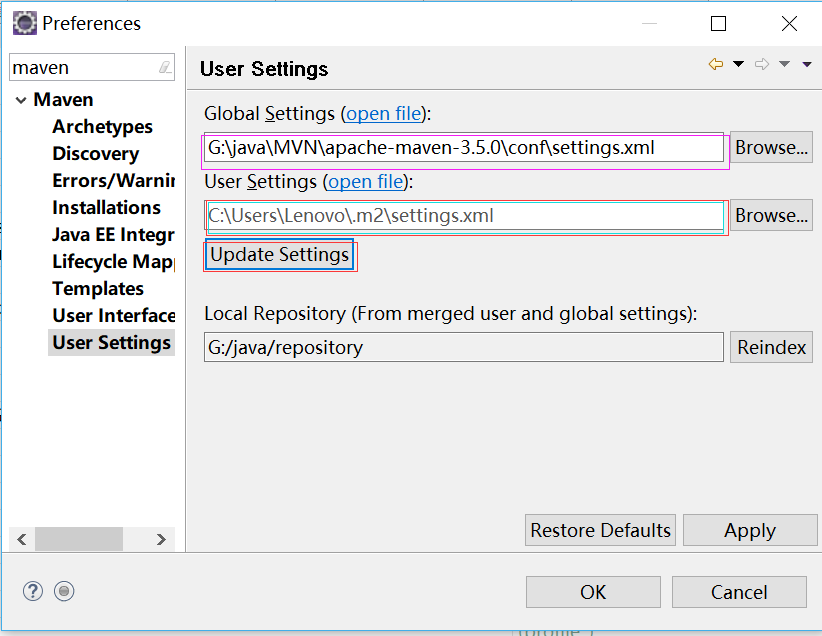 Preferences
maven
Maven
Archetypes
Discovery
Errors/Warnin
Installations
Java EE Integr
Lifecycle Map
Templates
User Interface
User Settings
User Settings
Global Settings (open file):
G:\java\MVN\apache-maven-3.5.0\conf\settings.xml
Browse...
User Settings (open file):
C:\Users\Lenovo\.m2\settings.xml
Browse...
Update Settings
Local Repository (From merged user and global settings):
G:/java/repository
Reindex
Restore Defaults
Apply
OK
Cancel